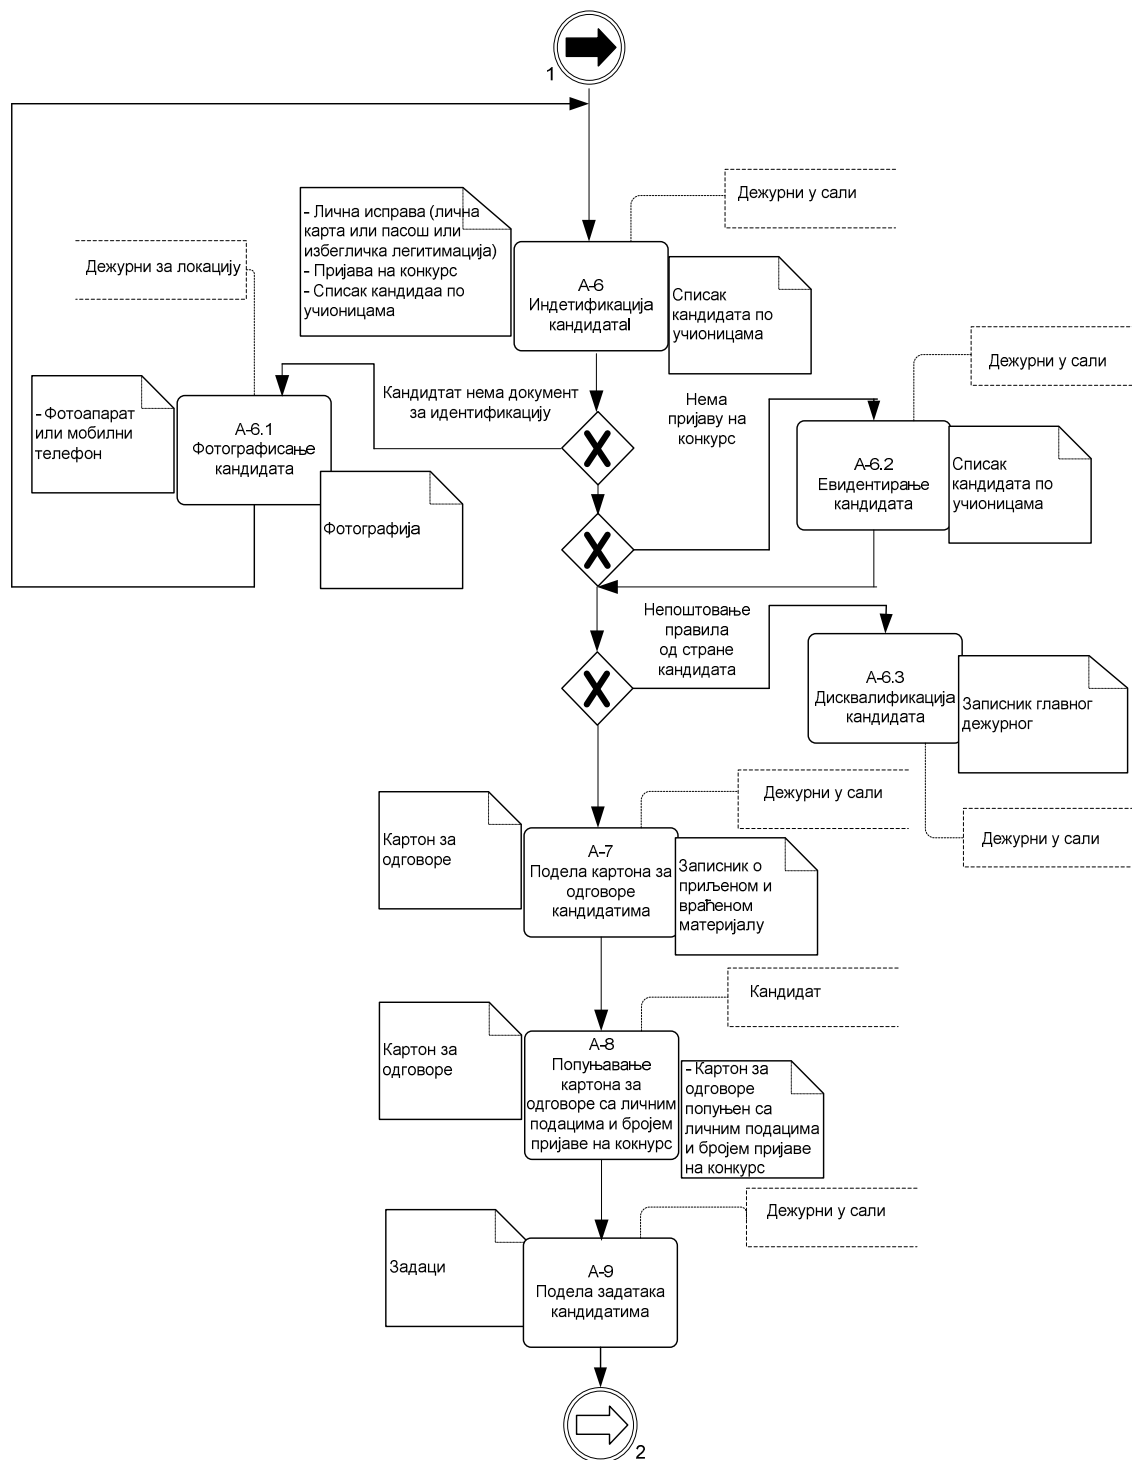 1
Дежурни у сали
- Лична исправа (лична
карта или пасош или
избегличка легитимација)
- Пријава на конкурс
- Списак кандидаа по
учионицама
А-6
Индетификација
кандидатаI
Списак
кандидата по
учионицама
Дежурни за локацију
Дежурни у сали
- Фотоапарат
или мобилни
телефон
А-6.1
Фотографисање
кандидата
Фотографија
Кандидтат нема документ
за идентификацију
Нема
пријаву на
конкурс
А-6.2
Евидентирање
кандидата
Списак
кандидата по
учионицама
Непоштовање
правила
од стране
кандидата
А-6.3
Дисквалификација
кандидата
Записник главног
дежурног
Дежурни у сали
Дежурни у сали
Картон за
одговоре
А-7
Подела картона за
одговоре
кандидатима
Записник о
приљеном и
враћеном
материјалу
Кандидат
Картон за
одговоре
А-8
Попуњавање
картона за
одговоре са личним
подацима и бројем
пријаве на кокнурс
- Картон за
одговоре
попуњен са
личним подацима
и бројем пријаве
на конкурс
Дежурни у сали
Задаци
А-9
Подела задатака
кандидатима
2